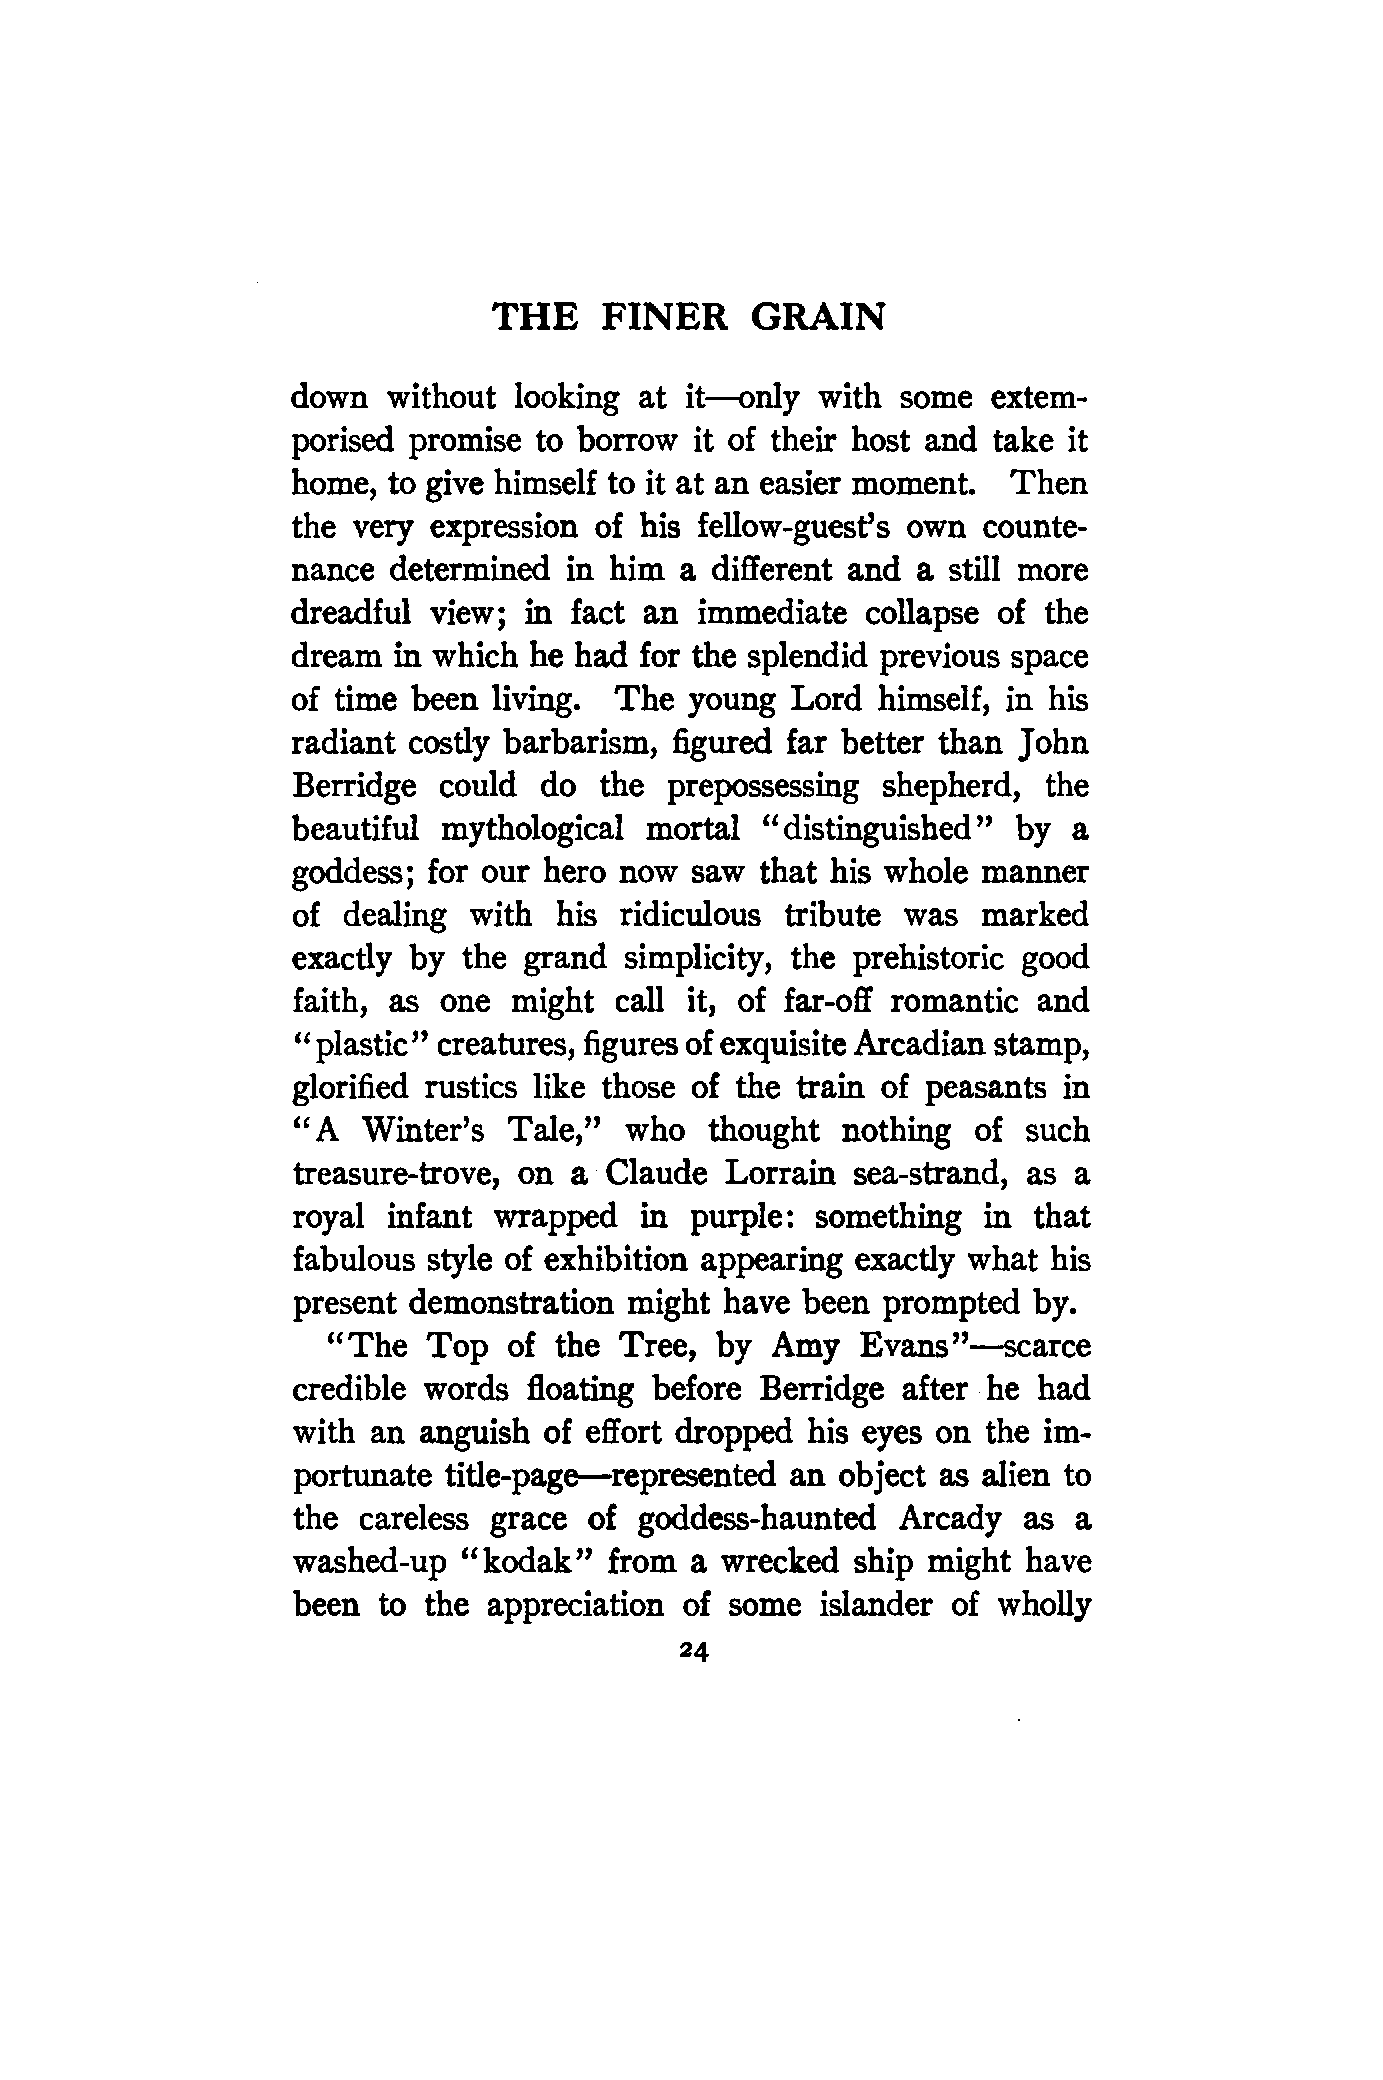 THE FINER GRAIN
down without looking at it—only with some extem-
porised promise to borrow it of their host and take it
home, to give himself to it at an easier moment. Then
the very expression of his fellow-guest's own counte-
nance determined in him a different and a still more
dreadful view; in fact an immediate collapse of the
dream in which he had for the splendid previous space
of time been living. The young Lord himself, in his
radiant costly barbarism, figured far better than John
Berridge could do the prepossessing shepherd, the
beautiful mythological mortal "distinguished" by a
goddess; for our hero now saw that his whole manner
of dealing with his ridiculous tribute was marked
exactly by the grand simplicity, the prehistoric good
faith, as one might call it, of far-off romantic and
"plastic" creatures, figures of exquisite Arcadian stamp,
glorified rustics like those of the train of peasants in
"A Winter's Tale," who thought nothing of such
treasure-trove, on a Claude Lorrain sea-strand, as a
royal infant wrapped in purple: something in that
fabulous style of exhibition appearing exactly what his
present demonstration might have been prompted by.
"The Top of the Tree, by Amy Evans"—scarce
credible words floating before Berridge after he had
with an anguish of effort dropped his eyes on the im-
portunate title-page—represented an object as alien to
the careless grace of goddess-haunted Arcady as a
washed-up "kodak" from a wrecked ship might have
been to the appreciation of some islander of wholly
24